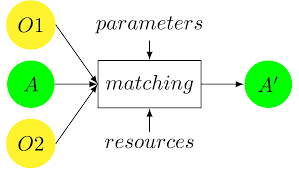 O1
parameters
A
matching
A′
O2
resources